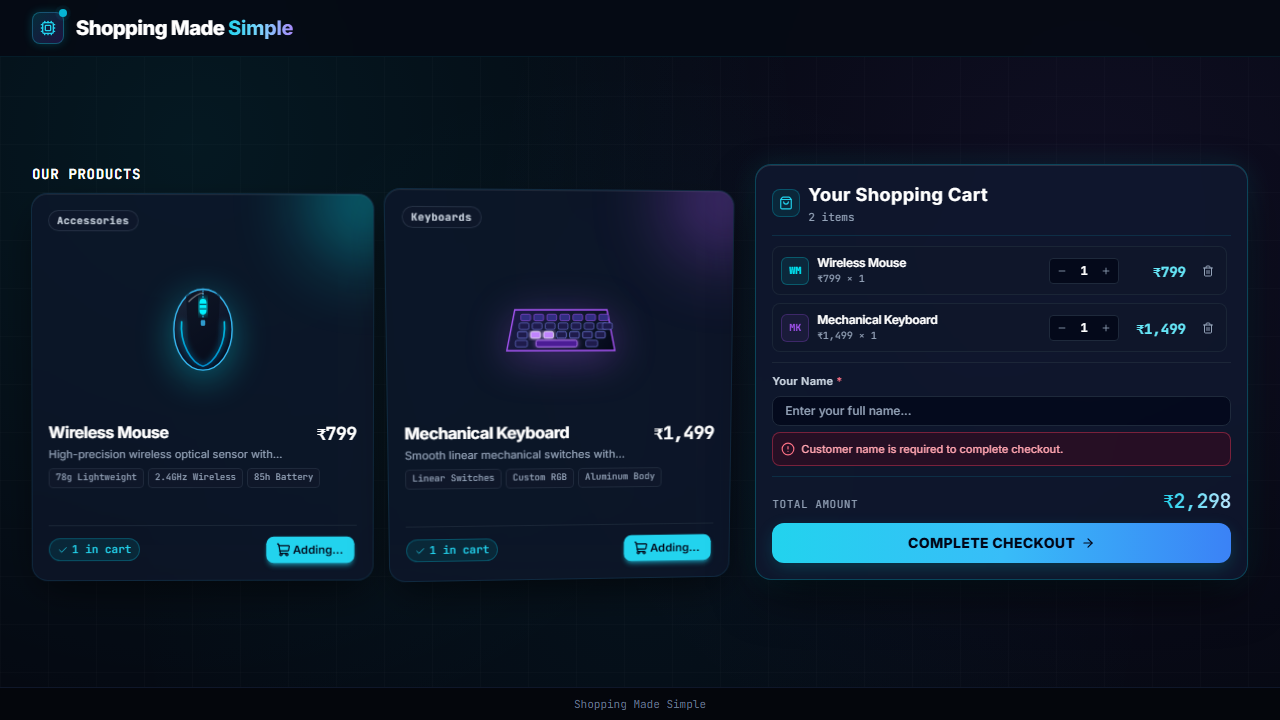 Shopping Made Simple
OUR PRODUCTS
Accessories
Wireless Mouse ₹799
High-precision wireless optical sensor with...
78g Lightweight 2.4GHz Wireless 85h Battery
1 in cart Adding...
Keyboards
Mechanical Keyboard ₹1,499
Smooth linear mechanical switches with...
Linear Switches Custom RGB Aluminum Body
1 in cart Adding...
Your Shopping Cart
2 items
WM Wireless Mouse − 1 + ₹799
₹799 × 1
MK Mechanical Keyboard − 1 + ₹1,499
₹1,499 × 1
Your Name *
Enter your full name...
Customer name is required to complete checkout.
TOTAL AMOUNT ₹2,298
COMPLETE CHECKOUT →
Shopping Made Simple